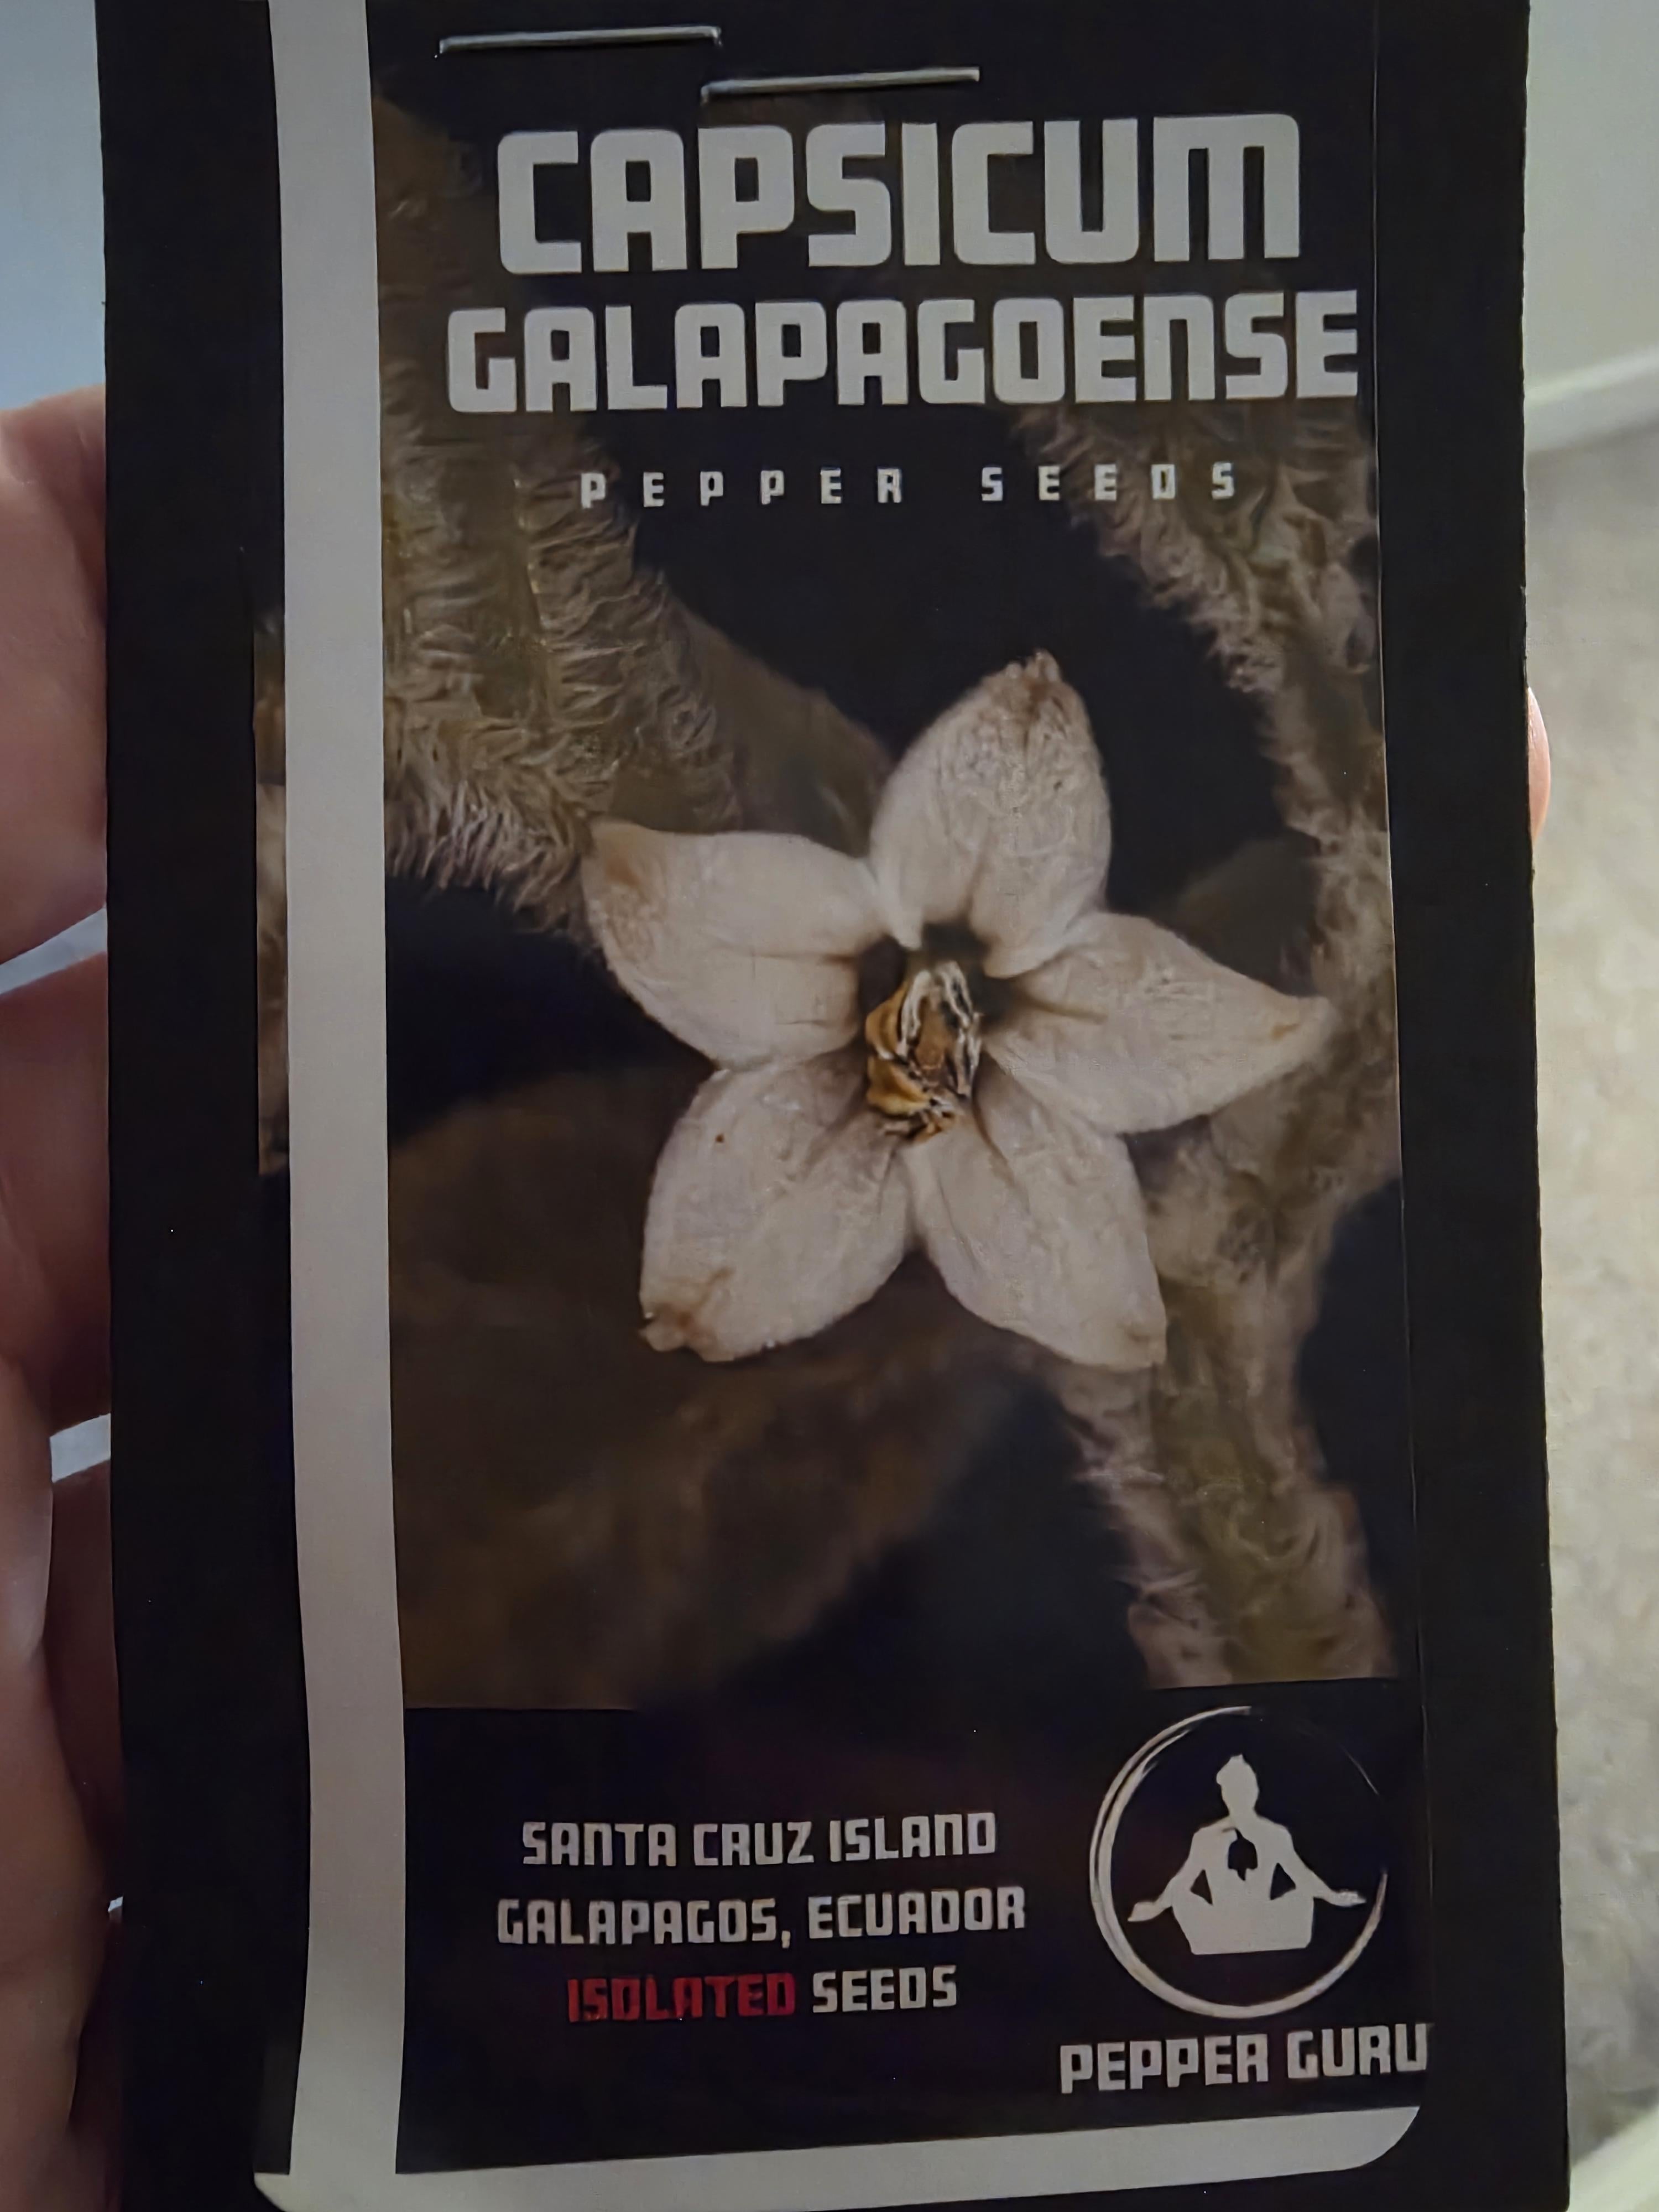 CAPSICUM
GALAPAGOENSE
PEPPER SEEDS
SANTA CRUZ ISLAND
GALAPAGOS, ECUADOR
ISOLATED SEEDS
PEPPER GURU